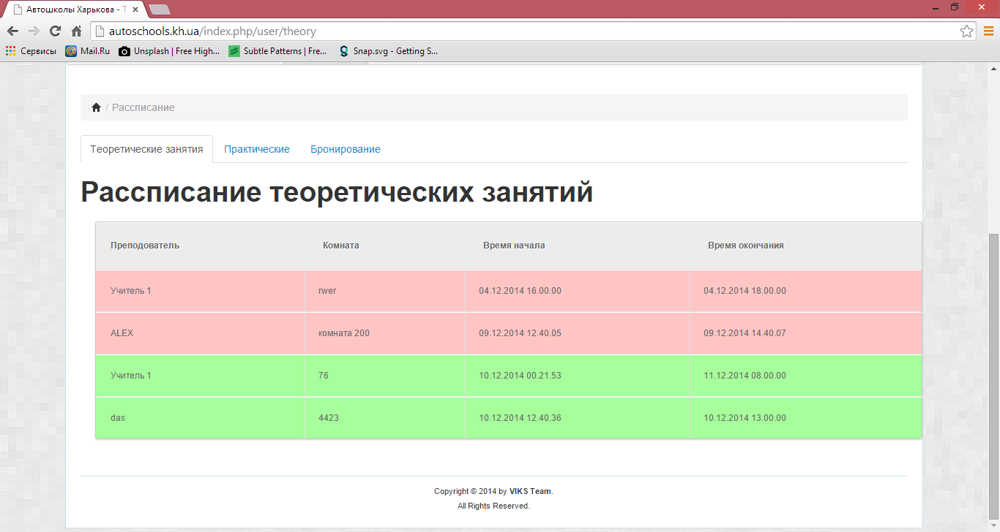 Автошколы Харькова - Т
autoschools.kh.ua/index.php/user/theory
Сервисы Mail.Ru Unsplash | Free High... Subtle Patterns | Fre... Snap.svg - Getting S...
/ Рассписание
Теоретические занятия Практические Бронирование
Рассписание теоретических занятий
Преподователь Комната Время начала Время окончания
Учитель 1 rwer 04.12.2014 16.00.00 04.12.2014 18.00.00
ALEX комната 200 09.12.2014 12.40.05 09.12.2014 14.40.07
Учитель 1 76 10.12.2014 00.21.53 11.12.2014 08.00.00
das 4423 10.12.2014 12.40.36 10.12.2014 13.00.00
Copyright © 2014 by VIKS Team.
All Rights Reserved.